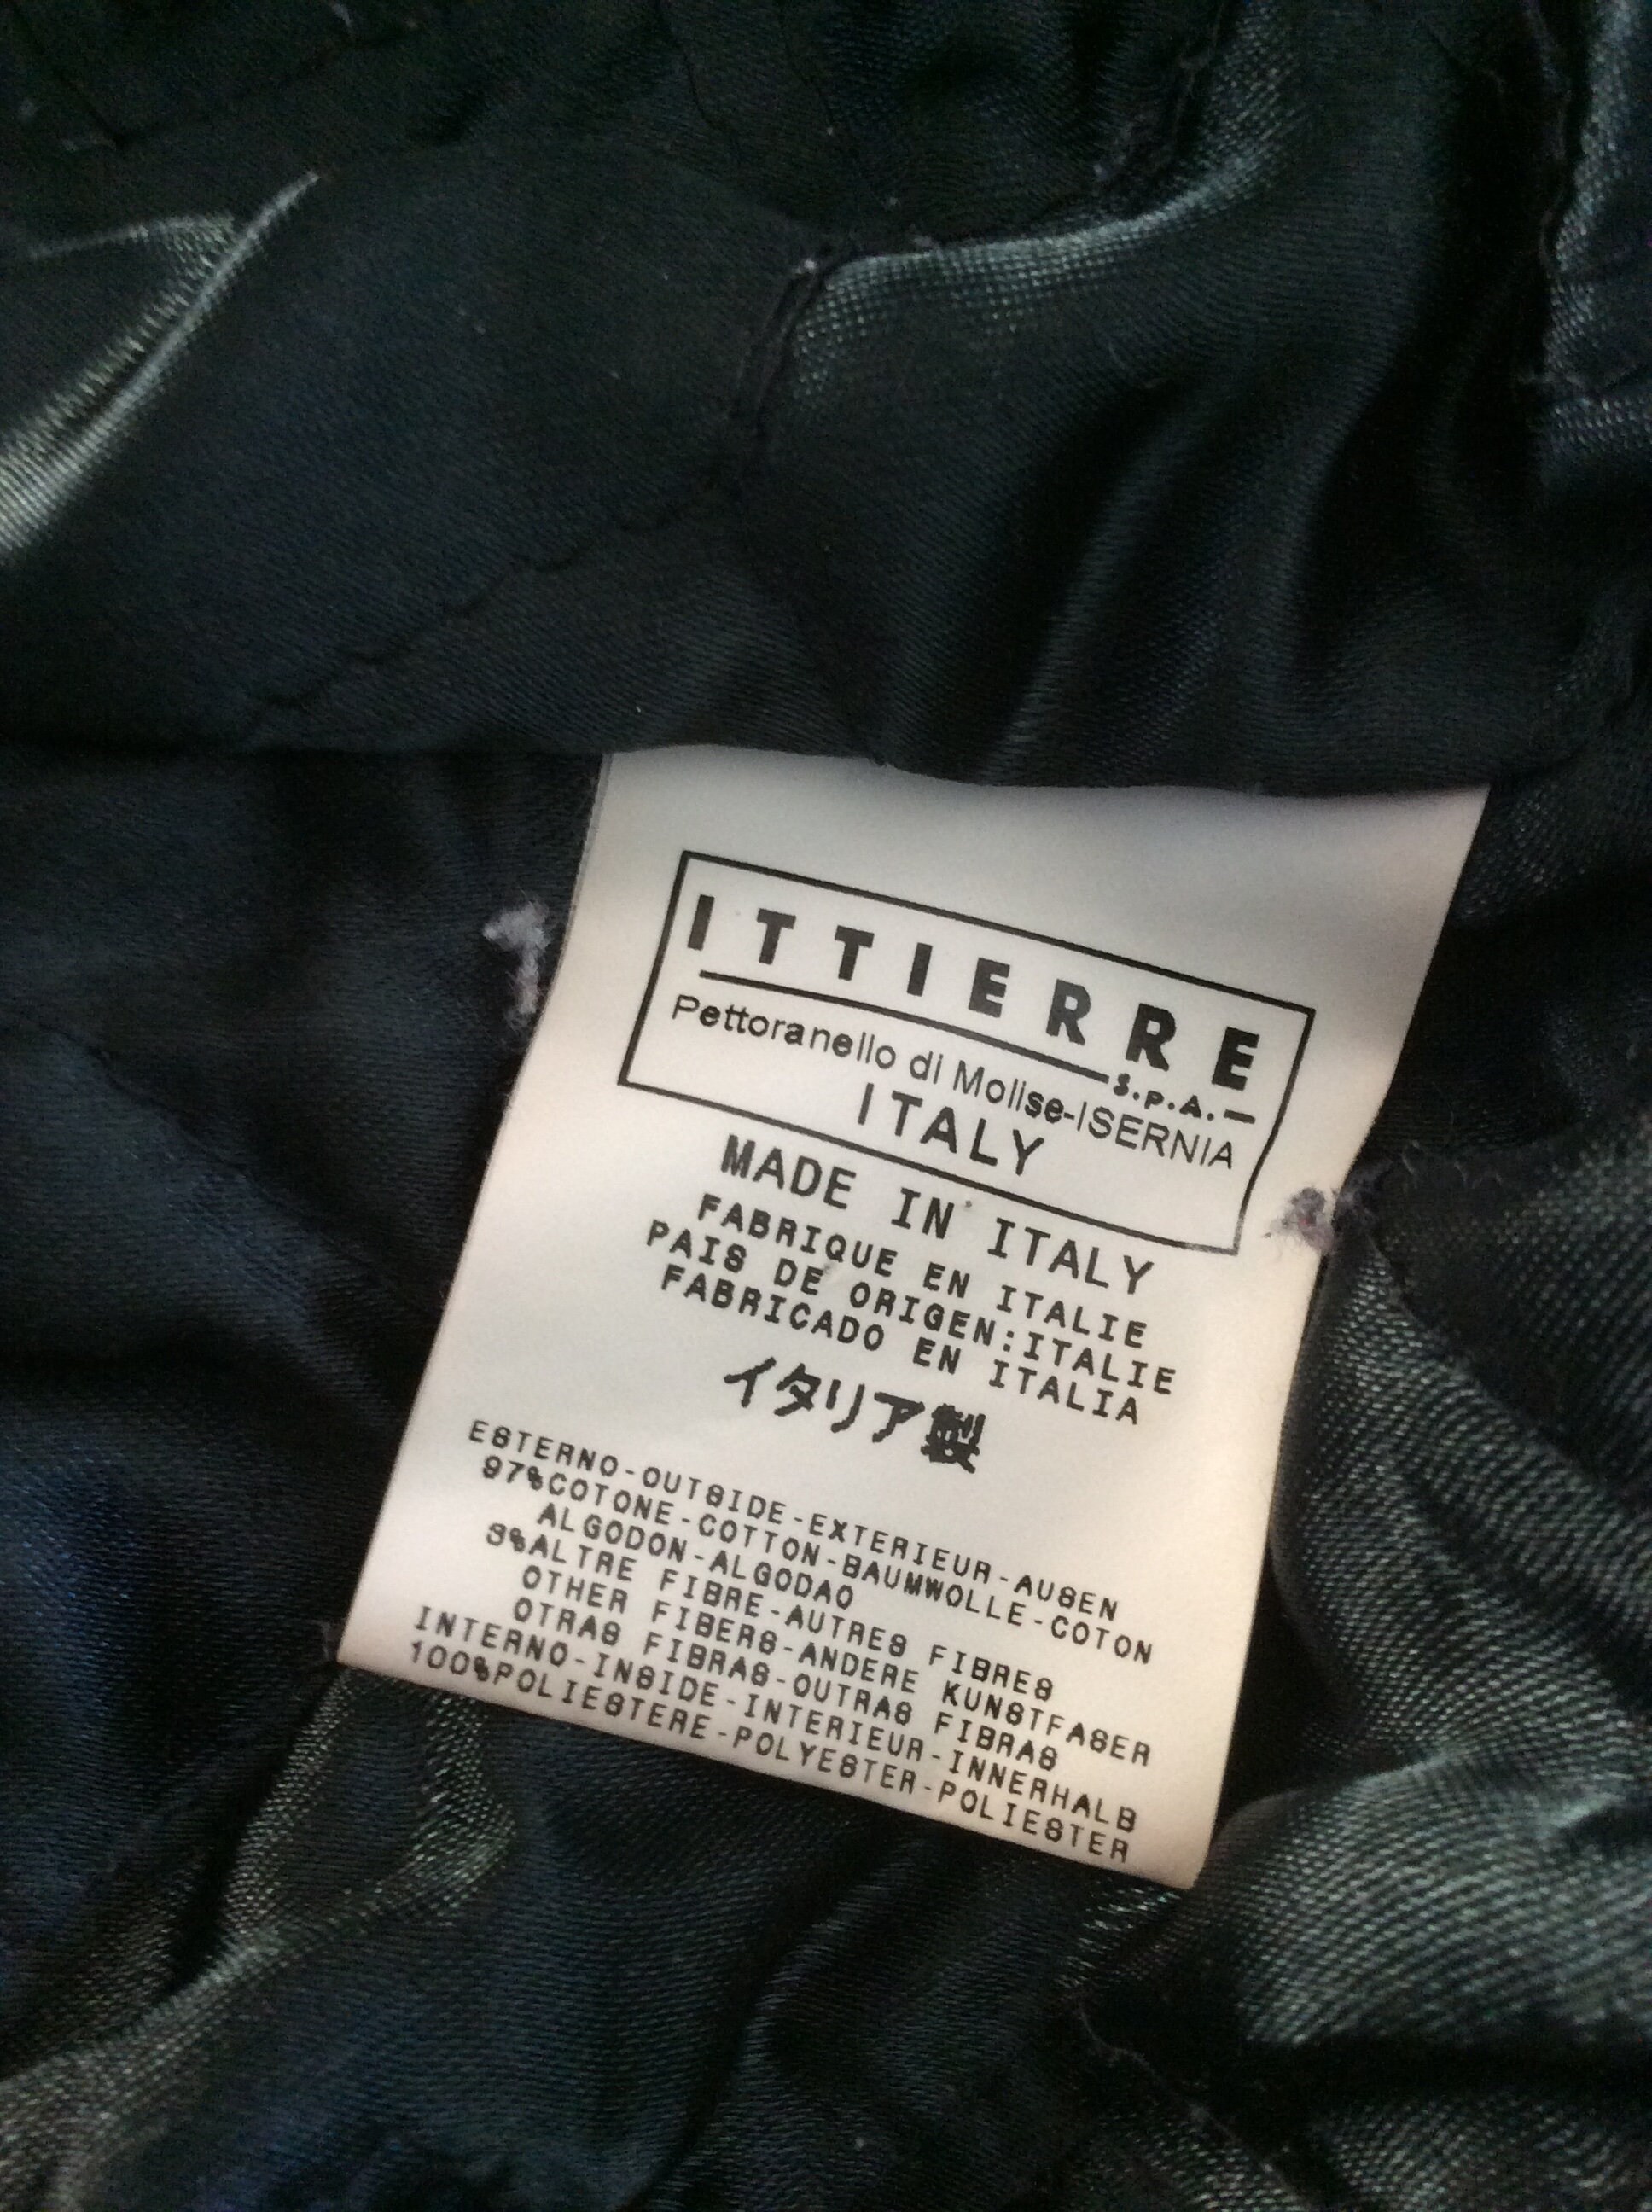 ITTIERRE
S.p.A.
Pettoranello di Molise-ISERNIA
ITALY
MADE IN ITALY
FABRIQUE EN ITALIE
PAIS DE ORIGEN:ITALIE
FABRICADO EN ITALIA
イタリア製
ESTERNO-OUTSIDE-EXTERIEUR-AUSEN
97%COTONE-COTTON-BAUMWOLLE-COTON
ALGODON-ALGODAO
3%ALTRE FIBRE-AUTRES FIBRES
OTHER FIBERS-ANDERE KUNSTFASER
OTRAS FIBRAS-OUTRAS FIBRAS
INTERNO-INSIDE-INTERIEUR-INNERHALB
100%POLIESTERE-POLYESTER-POLIESTER